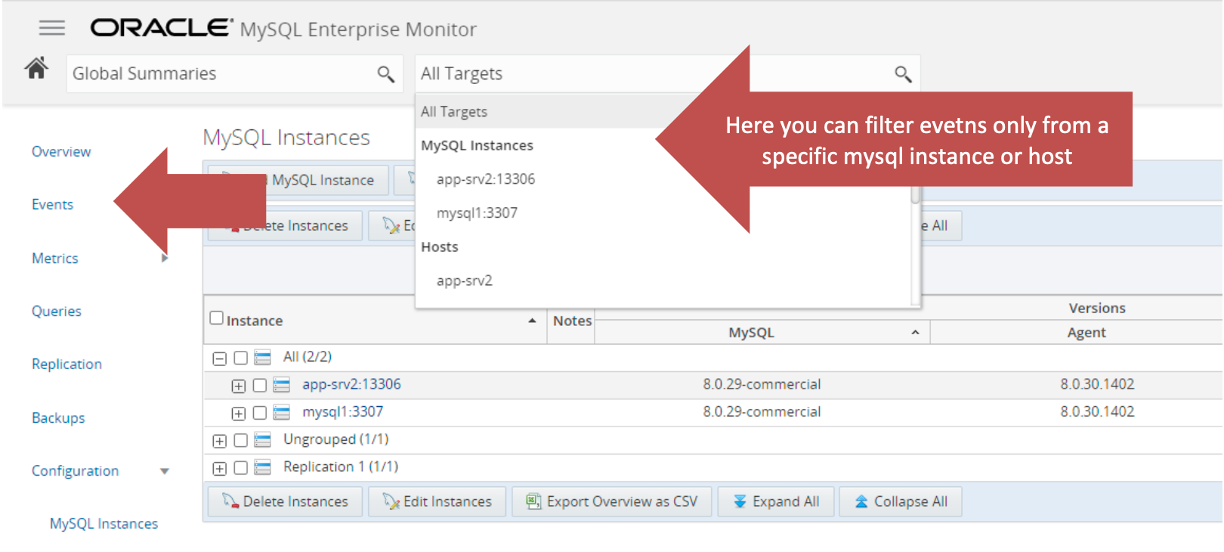 ORACLE MySQL Enterprise Monitor
Global Summaries
All Targets
All Targets
MySQL Instances
app-srv2:13306
mysql1:3307
Hosts
app-srv2
Here you can filter evetns only from a
specific mysql instance or host
Overview
Events
Metrics
Queries
Replication
Backups
Configuration
MySQL Instances
MySQL Instances
MySQL Instance
Delete Instances
All
Instance Notes Versions
MySQL Agent
All (2/2)
app-srv2:13306 8.0.29-commercial 8.0.30.1402
mysql1:3307 8.0.29-commercial 8.0.30.1402
Ungrouped (1/1)
Replication 1 (1/1)
Delete Instances Edit Instances Export Overview as CSV Expand All Collapse All